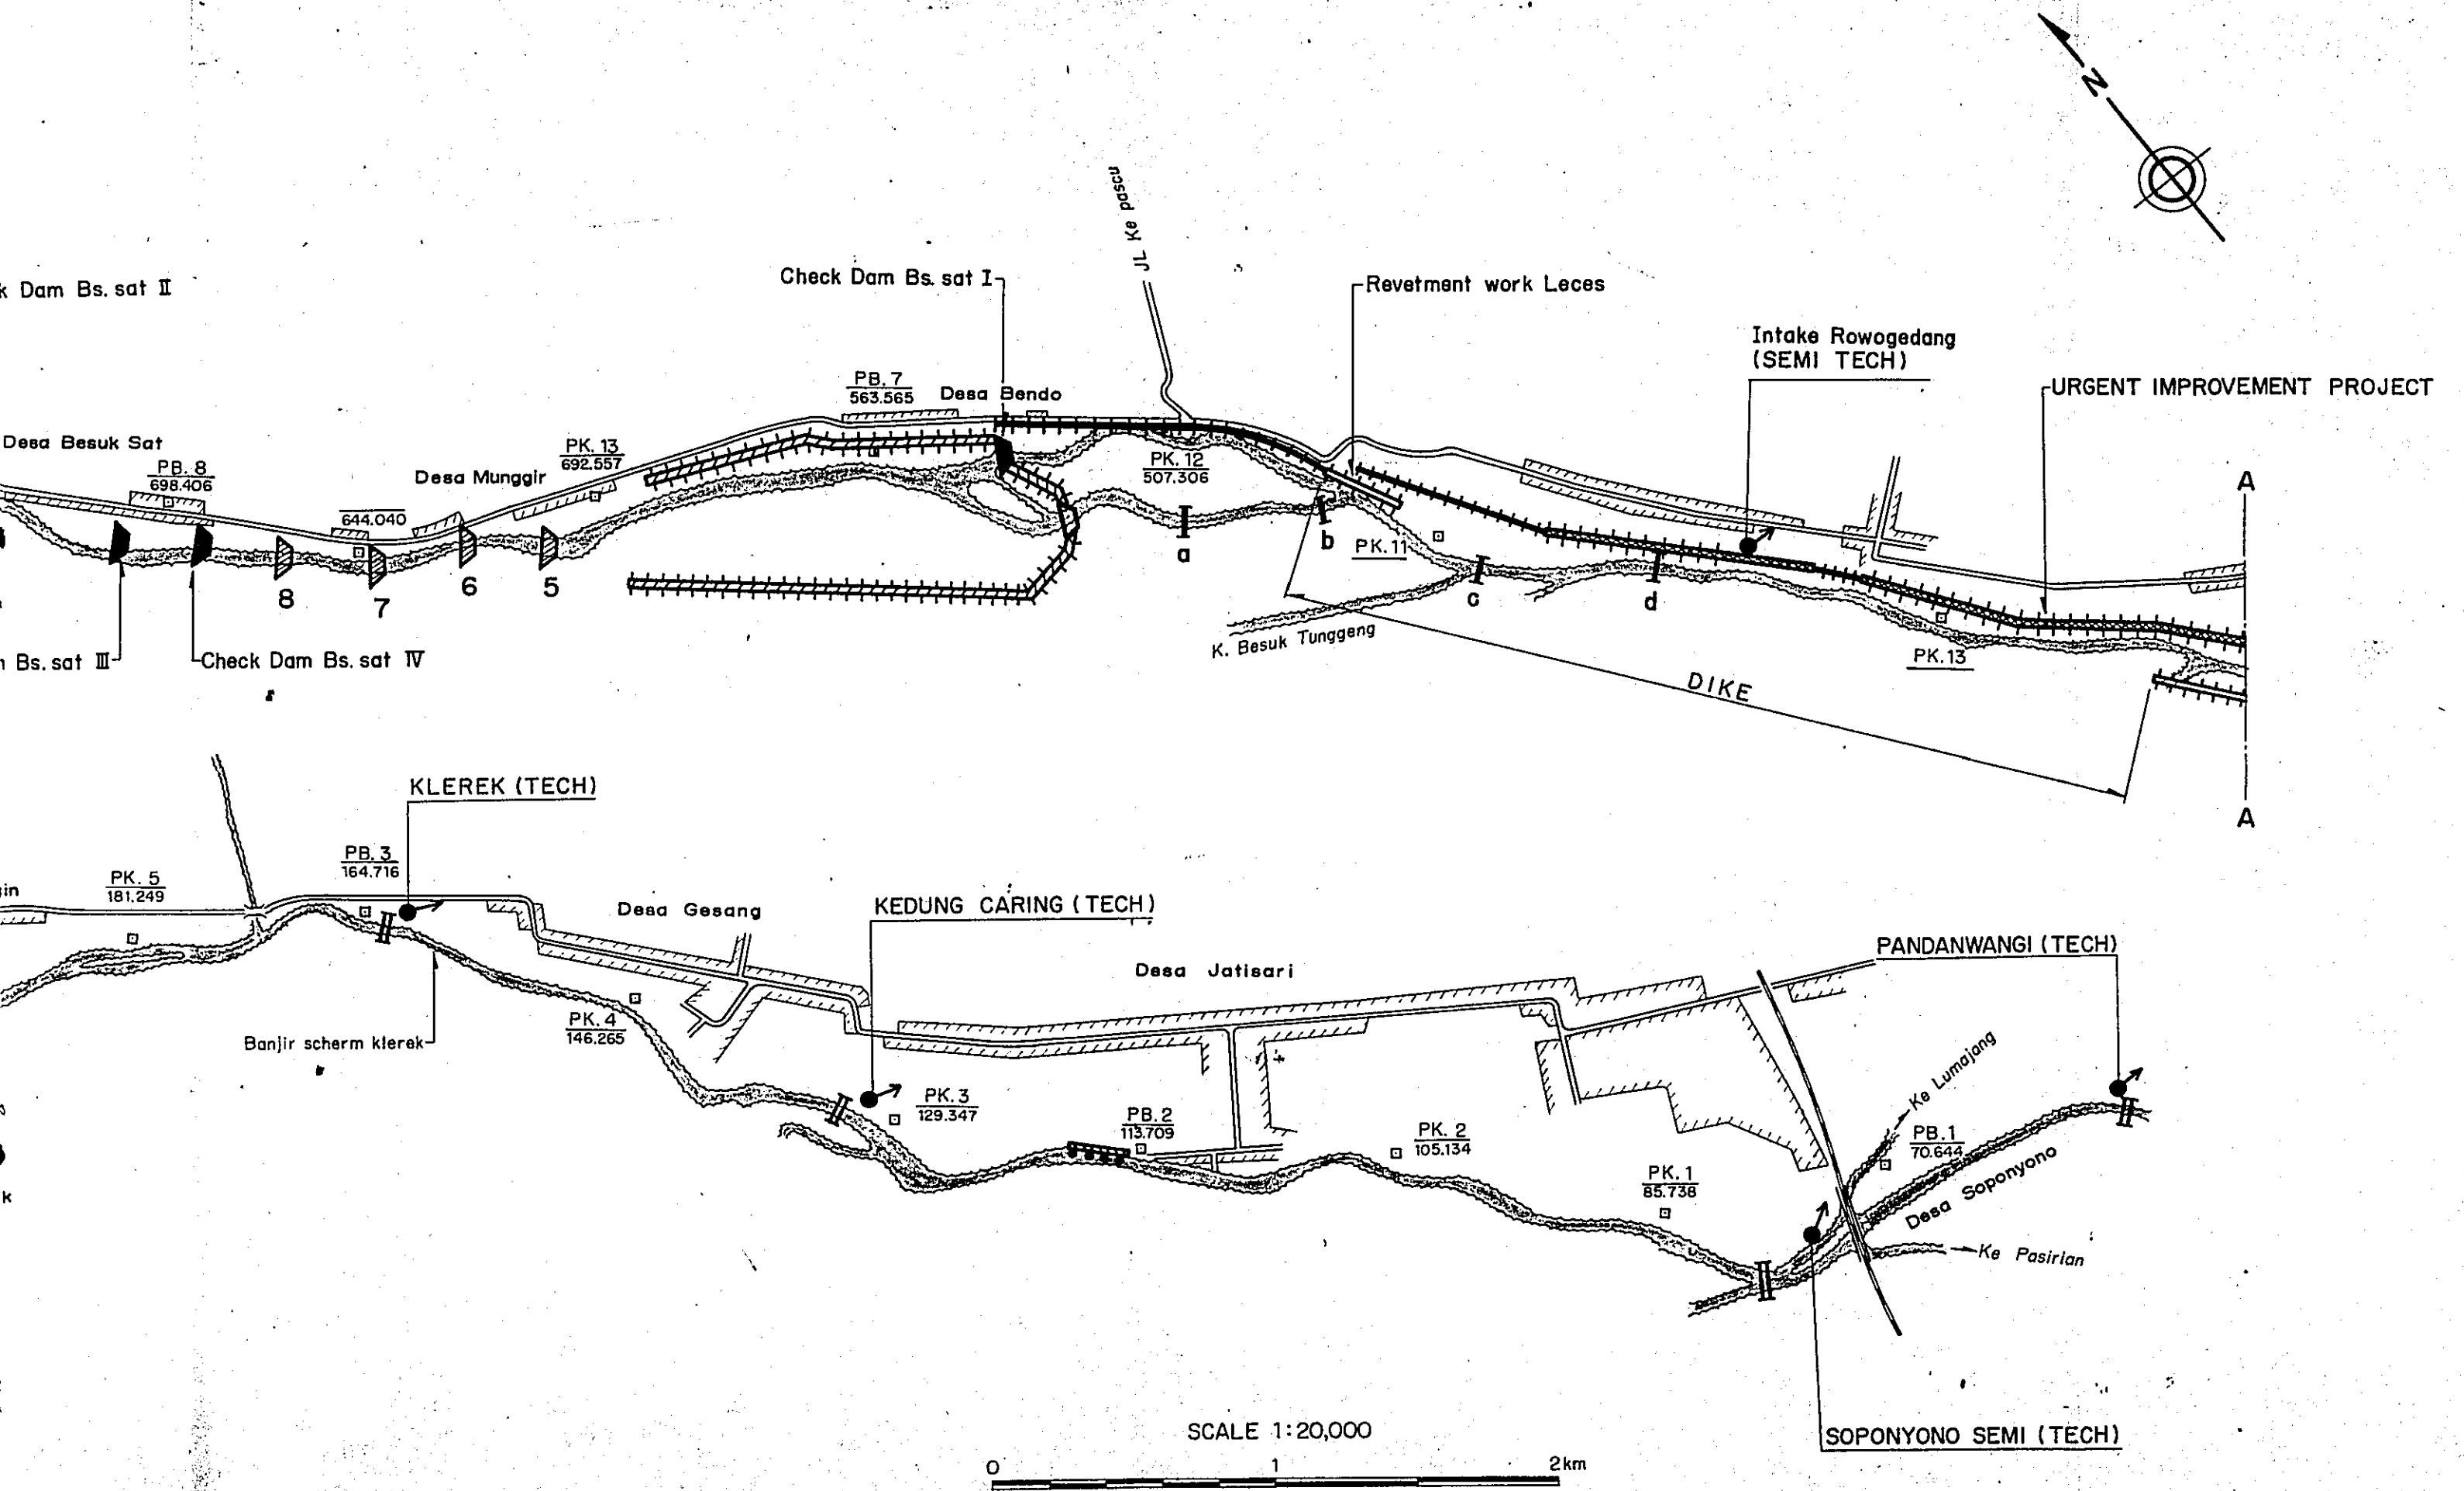 N
k Dam Bs. sat II
Check Dam Bs. sat I
JL Ke pascu
Revetment work Leces
Intake Rowogedang
(SEMI TECH)
URGENT IMPROVEMENT PROJECT
PB. 7
563.565
Desa Bendo
Desa Besuk Sat
PB. 8
698.406
Desa Munggir
PK. 13
692.557
644.040
PK. 12
507.306
8
7
6
5
a
b
c
d
PK. 11
K. Besuk Tunggeng
PK. 13
DIKE
A
A
Bs. sat III
Check Dam Bs. sat IV
KLEREK (TECH)
PB. 3
164.716
PK. 5
181.249
gin
Desa Gesang
KEDUNG CARING (TECH)
Desa Jatisari
PANDANWANGI (TECH)
Banjir scherm klerek
PK. 4
146.265
PK. 3
129.347
PB. 2
113.709
PK. 2
105.134
PK. 1
85.738
Ke Lumajang
PB. 1
70.644
Desa Soponyono
Ke Pasirian
k
SOPONYONO SEMI (TECH)
SCALE 1:20,000
0 1 2km